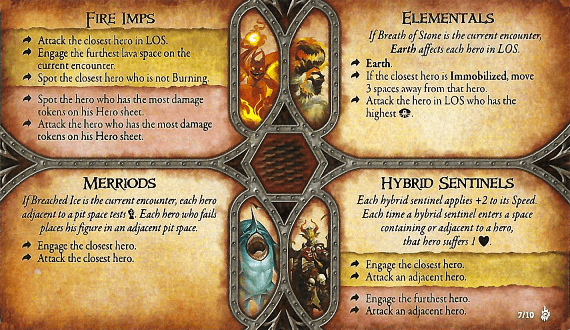 FIRE IMPS
Attack the closest hero in LOS.
Engage the furthest lava space on the
current encounter.
Spot the closest hero who is not Burning.
Spot the hero who has the most damage
tokens on his Hero sheet.
Attack the hero who has the most damage
tokens on his Hero sheet.
ELEMENTALS
If Breath of Stone is the current encounter,
Earth affects each hero in LOS.
Earth.
If the closest hero is Immobilized, move
3 spaces away from that hero.
Attack the hero in LOS who has the
highest .
MERRIODS
If Breached Ice is the current encounter, each hero
adjacent to a pit space tests . Each hero who fails
places his figure in an adjacent pit space.
Engage the closest hero.
Attack the closest hero.
HYBRID SENTINELS
Each hybrid sentinel applies +2 to its Speed.
Each time a hybrid sentinel enters a space
containing or adjacent to a hero,
that hero suffers 1 ♥.
Engage the closest hero.
Attack an adjacent hero.
Engage the furthest hero.
Attack an adjacent hero.
7/10